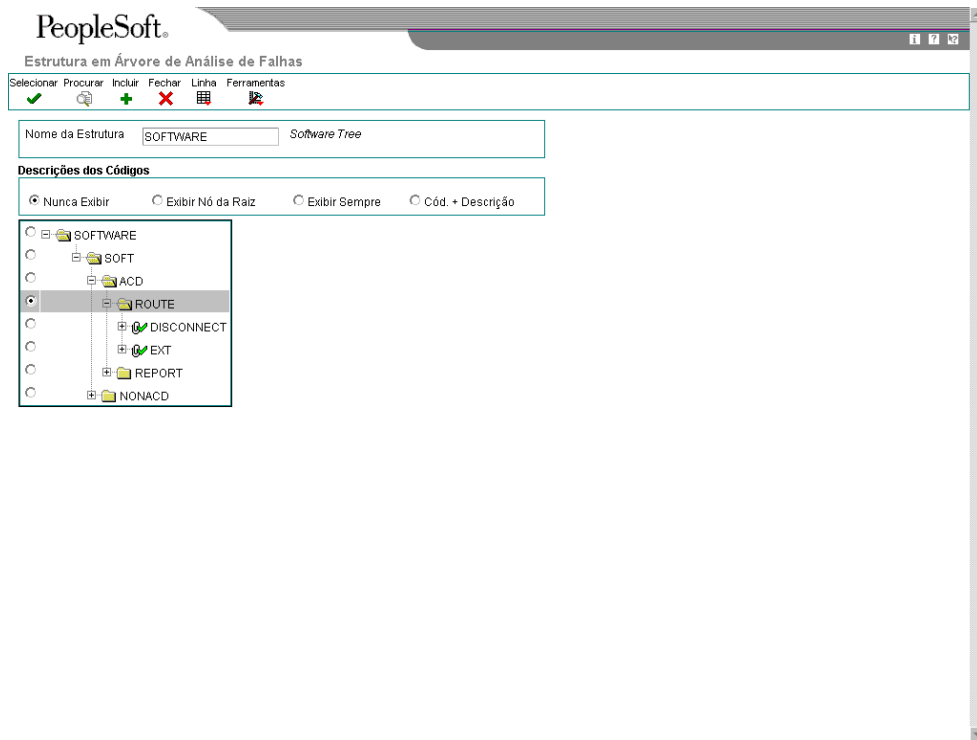 PeopleSoft.
i ? ?
Estrutura em Árvore de Análise de Falhas
Selecionar Procurar Incluir Fechar Linha Ferramentas
Nome da Estrutura SOFTWARE Software Tree
Descrições dos Códigos
Nunca Exibir Exibir Nó da Raiz Exibir Sempre Cód. + Descrição
SOFTWARE
SOFT
ACD
ROUTE
DISCONNECT
EXT
REPORT
NONACD